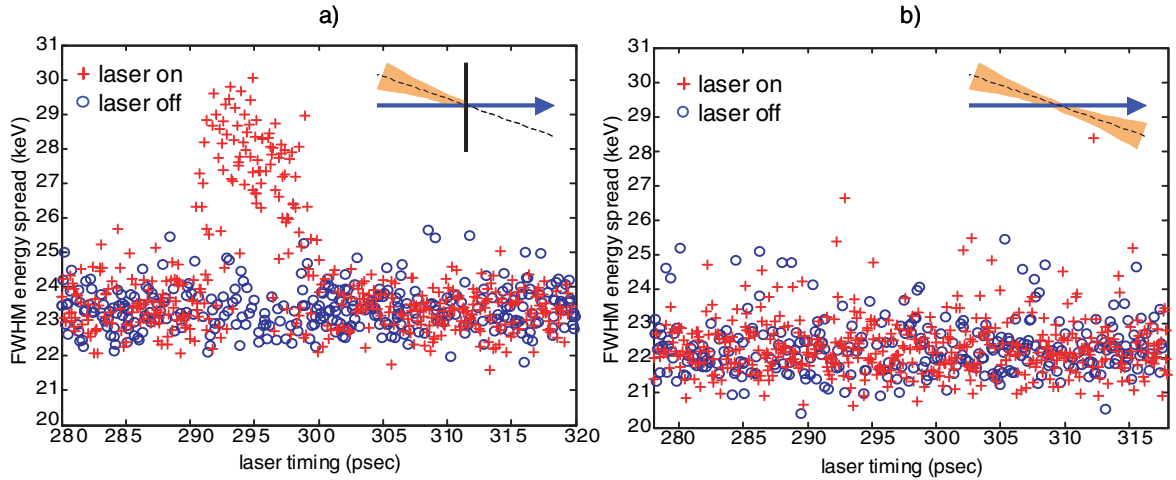 a)
31
30
29
28
27
26
25
24
23
22
21
20
FWHM energy spread (keV)
+ laser on
o laser off
280 285 290 295 300 305 310 315 320
laser timing (psec)
b)
31
30
29
28
27
26
25
24
23
22
21
20
FWHM energy spread (keV)
+ laser on
o laser off
280 285 290 295 300 305 310 315
laser timing (psec)